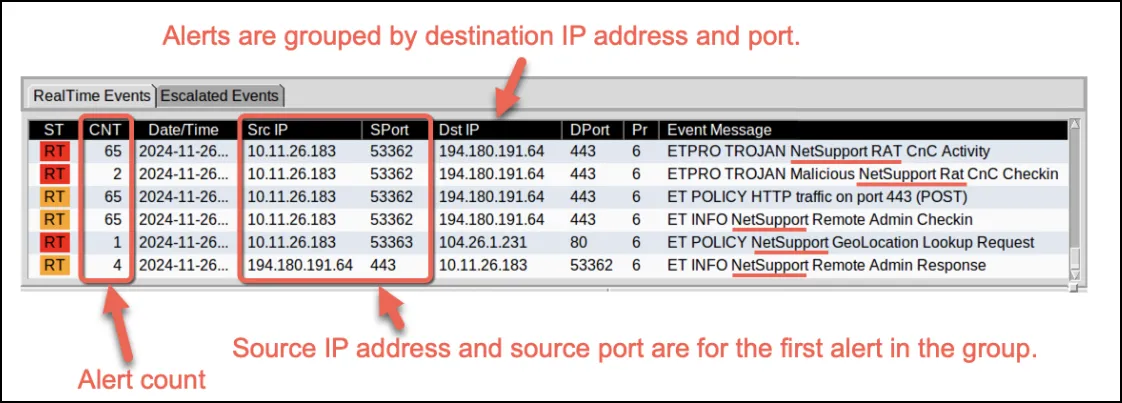 Alerts are grouped by destination IP address and port.
RealTime Events Escalated Events
ST CNT Date/Time Src IP SPort Dst IP DPort Pr Event Message
RT 65 2024-11-26... 10.11.26.183 53362 194.180.191.64 443 6 ETPRO TROJAN NetSupport RAT CnC Activity
RT 2 2024-11-26... 10.11.26.183 53362 194.180.191.64 443 6 ETPRO TROJAN Malicious NetSupport Rat CnC Checkin
RT 65 2024-11-26... 10.11.26.183 53362 194.180.191.64 443 6 ET POLICY HTTP traffic on port 443 (POST)
RT 65 2024-11-26... 10.11.26.183 53362 194.180.191.64 443 6 ET INFO NetSupport Remote Admin Checkin
RT 1 2024-11-26... 10.11.26.183 53363 104.26.1.231 80 6 ET POLICY NetSupport GeoLocation Lookup Request
RT 4 2024-11-26... 194.180.191.64 443 10.11.26.183 53362 6 ET INFO NetSupport Remote Admin Response
Source IP address and source port are for the first alert in the group.
Alert count